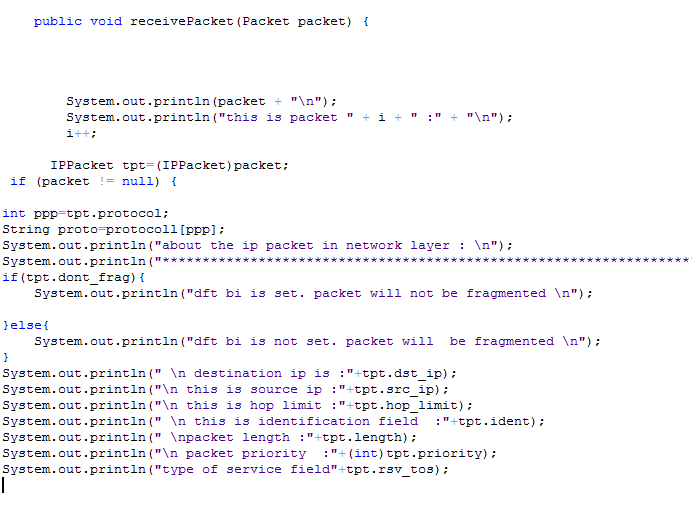 public void receivePacket(Packet packet) {
System.out.println(packet + "\n");
System.out.println("this is packet " + i + " :" + "\n");
i++;
IPPacket tpt=(IPPacket)packet;
if (packet != null) {
int ppp=tpt.protocol;
String proto=protocoll[ppp];
System.out.println("about the ip packet in network layer : \n");
System.out.println("******************************************************************
if(tpt.dont_frag){
System.out.println("dft bi is set. packet will not be fragmented \n");
}else{
System.out.println("dft bi is not set. packet will  be fragmented \n");
}
System.out.println(" \n destination ip is :"+tpt.dst_ip);
System.out.println("\n this is source ip :"+tpt.src_ip);
System.out.println("\n this is hop limit :"+tpt.hop_limit);
System.out.println(" \n this is identification field  :"+tpt.ident);
System.out.println(" \npacket length :"+tpt.length);
System.out.println("\n packet priority  :"+(int)tpt.priority);
System.out.println("type of service field"+tpt.rsv_tos);